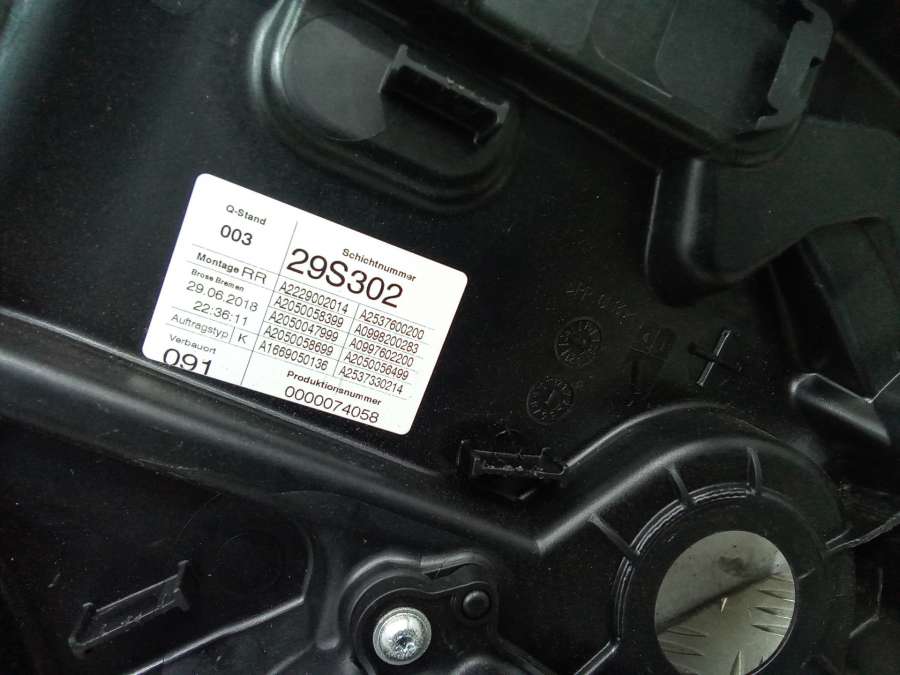 Q-Stand
003
Schichtnummer
29S302
Montage RR
Brose Bremen
29.06.2018
22:36:11
Auftragstyp K
Verbauort
091
A2229002014 A2537600200
A2050058399 A0998200283
A2050047999 A0997602200
A2050058699 A2050056499
A1669050136 A2537330214
Produktionsnummer
0000074058